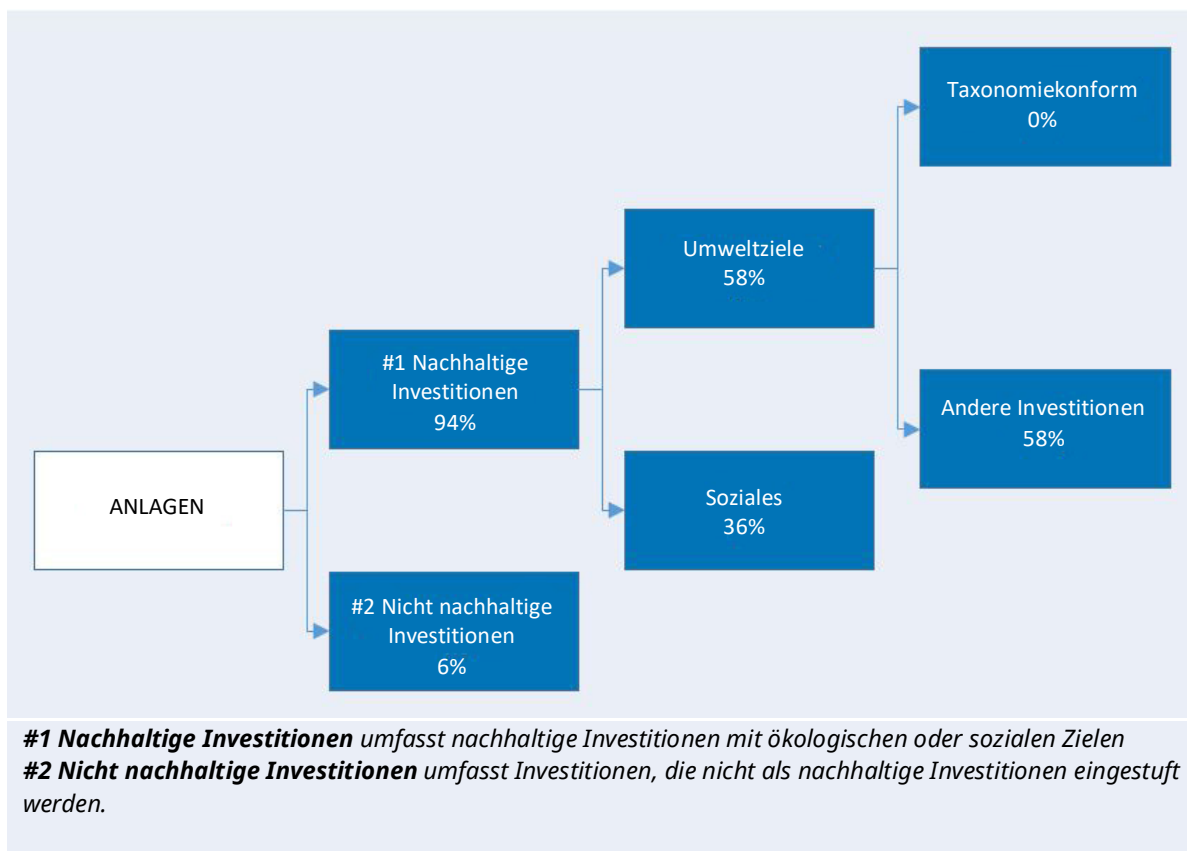 Taxonomiekonform
0%
Umweltziele
58%
#1 Nachhaltige
Investitionen
94%
Andere Investitionen
58%
ANLAGEN
Soziales
36%
#2 Nicht nachhaltige
Investitionen
6%
#1 Nachhaltige Investitionen umfasst nachhaltige Investitionen mit ökologischen oder sozialen Zielen
#2 Nicht nachhaltige Investitionen umfasst Investitionen, die nicht als nachhaltige Investitionen eingestuft
werden.